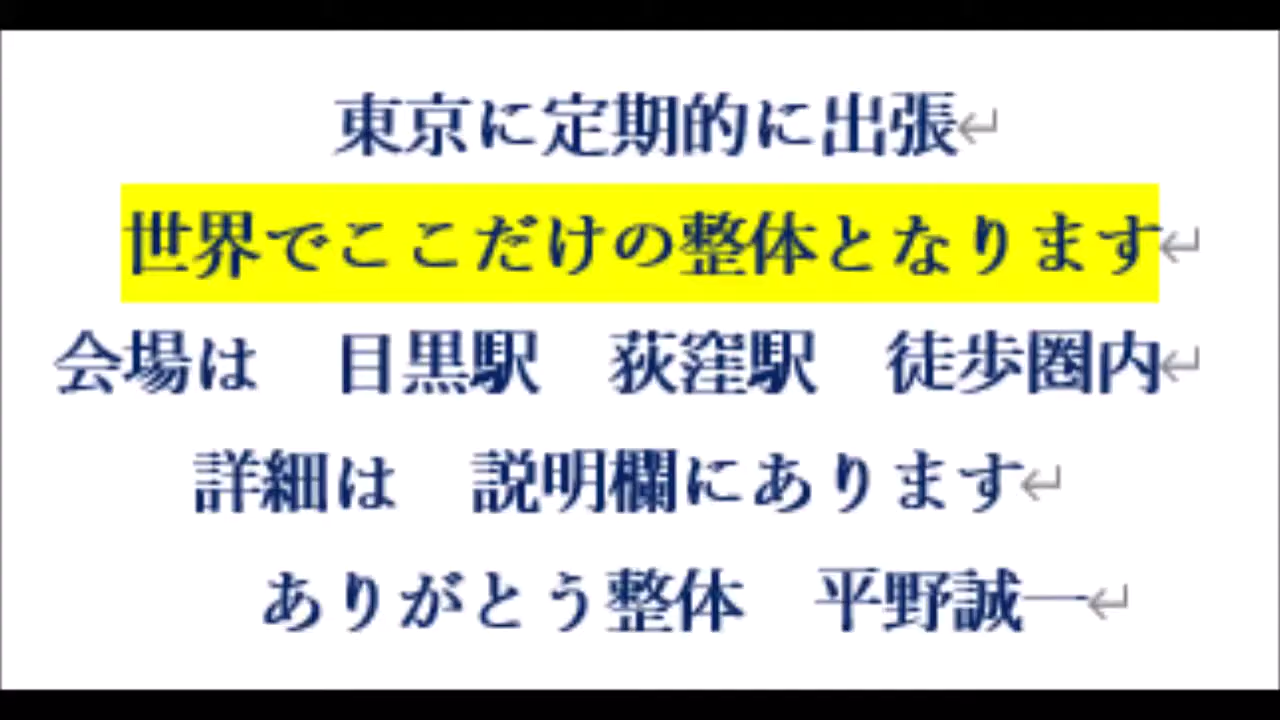 東京に定期的に出張
世界でここだけの整体となります
会場は　目黒駅　荻窪駅　徒歩圏内
詳細は　説明欄にあります
ありがとう整体　平野誠一